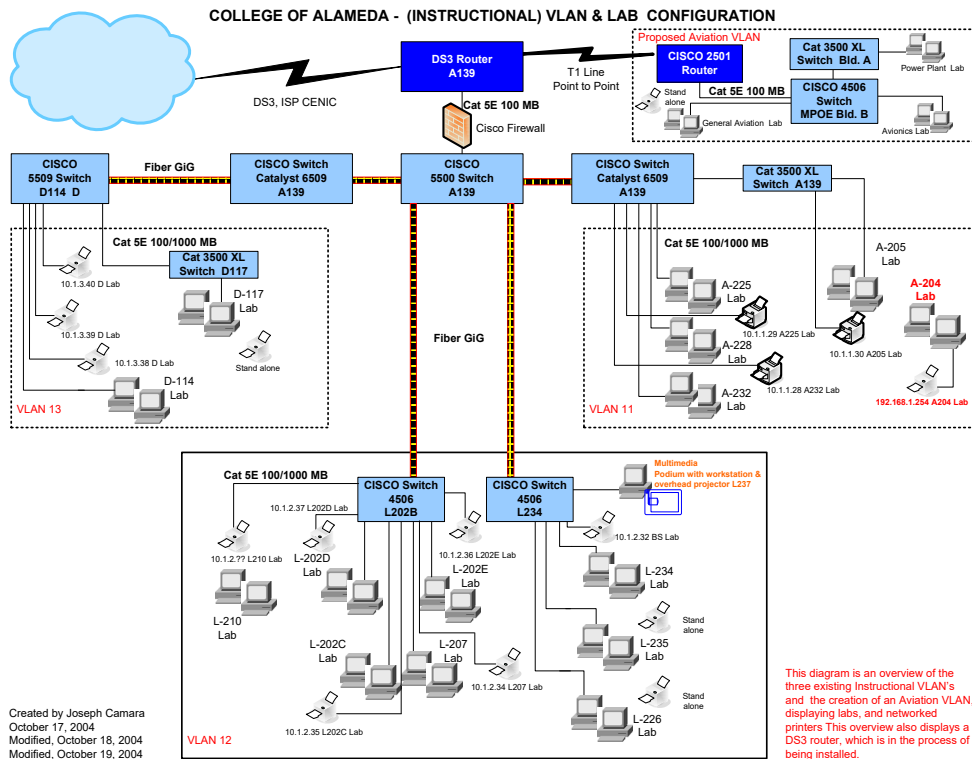 COLLEGE OF ALAMEDA - (INSTRUCTIONAL) VLAN & LAB CONFIGURATION
DS3 Router
A139
DS3, ISP CENIC
T1 Line
Point to Point
Cat 5E 100 MB
Cisco Firewall
Proposed Aviation VLAN
CISCO 2501
Router
Cat 3500 XL
Switch Bld. A
Power Plant Lab
Cat 5E 100 MB
CISCO 4506
Switch
MPOE Bld. B
Stand
alone
General Aviation Lab
Avionics Lab
CISCO
5509 Switch
D114 D
Fiber GiG
CISCO Switch
Catalyst 6509
A139
CISCO
5500 Switch
A139
CISCO Switch
Catalyst 6509
A139
Cat 3500 XL
Switch A139
Cat 5E 100/1000 MB
Cat 3500 XL
Switch D117
10.1.3.40 D Lab
D-117
Lab
10.1.3.39 D Lab
Stand alone
10.1.3.38 D Lab
D-114
Lab
VLAN 13
Fiber GiG
Cat 5E 100/1000 MB
A-205
Lab
A-225
Lab
A-204
Lab
10.1.1.29 A225 Lab
A-228
Lab
10.1.1.30 A205 Lab
10.1.1.28 A232 Lab
A-232
Lab
192.168.1.254 A204 Lab
VLAN 11
Cat 5E 100/1000 MB
CISCO Switch
4506
L202B
CISCO Switch
4506
L234
Multimedia
Podium with workstation &
overhead projector L237
10.1.2.37 L202D Lab
10.1.2.?? L210 Lab
L-202D
Lab
10.1.2.36 L202E Lab
L-202E
Lab
10.1.2.32 BS Lab
L-234
Lab
L-210
Lab
Stand
alone
L-202C
Lab
L-207
Lab
L-235
Lab
10.1.2.34 L207 Lab
Stand
alone
10.1.2.35 L202C Lab
L-226
Lab
VLAN 12
Created by Joseph Camara
October 17, 2004
Modified, October 18, 2004
Modified, October 19, 2004
This diagram is an overview of the
three existing Instructional VLAN's
and the creation of an Aviation VLAN,
displaying labs, and networked
printers This overview also displays a
DS3 router, which is in the process of
being installed.